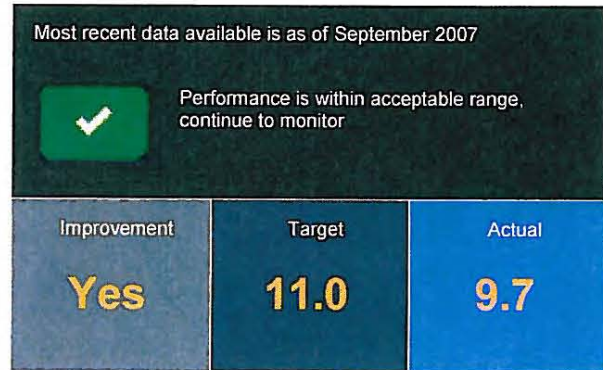 Most recent data available is as of September 2007
Performance is within acceptable range,
continue to monitor
Improvement
Target
Actual
Yes
11.0
9.7